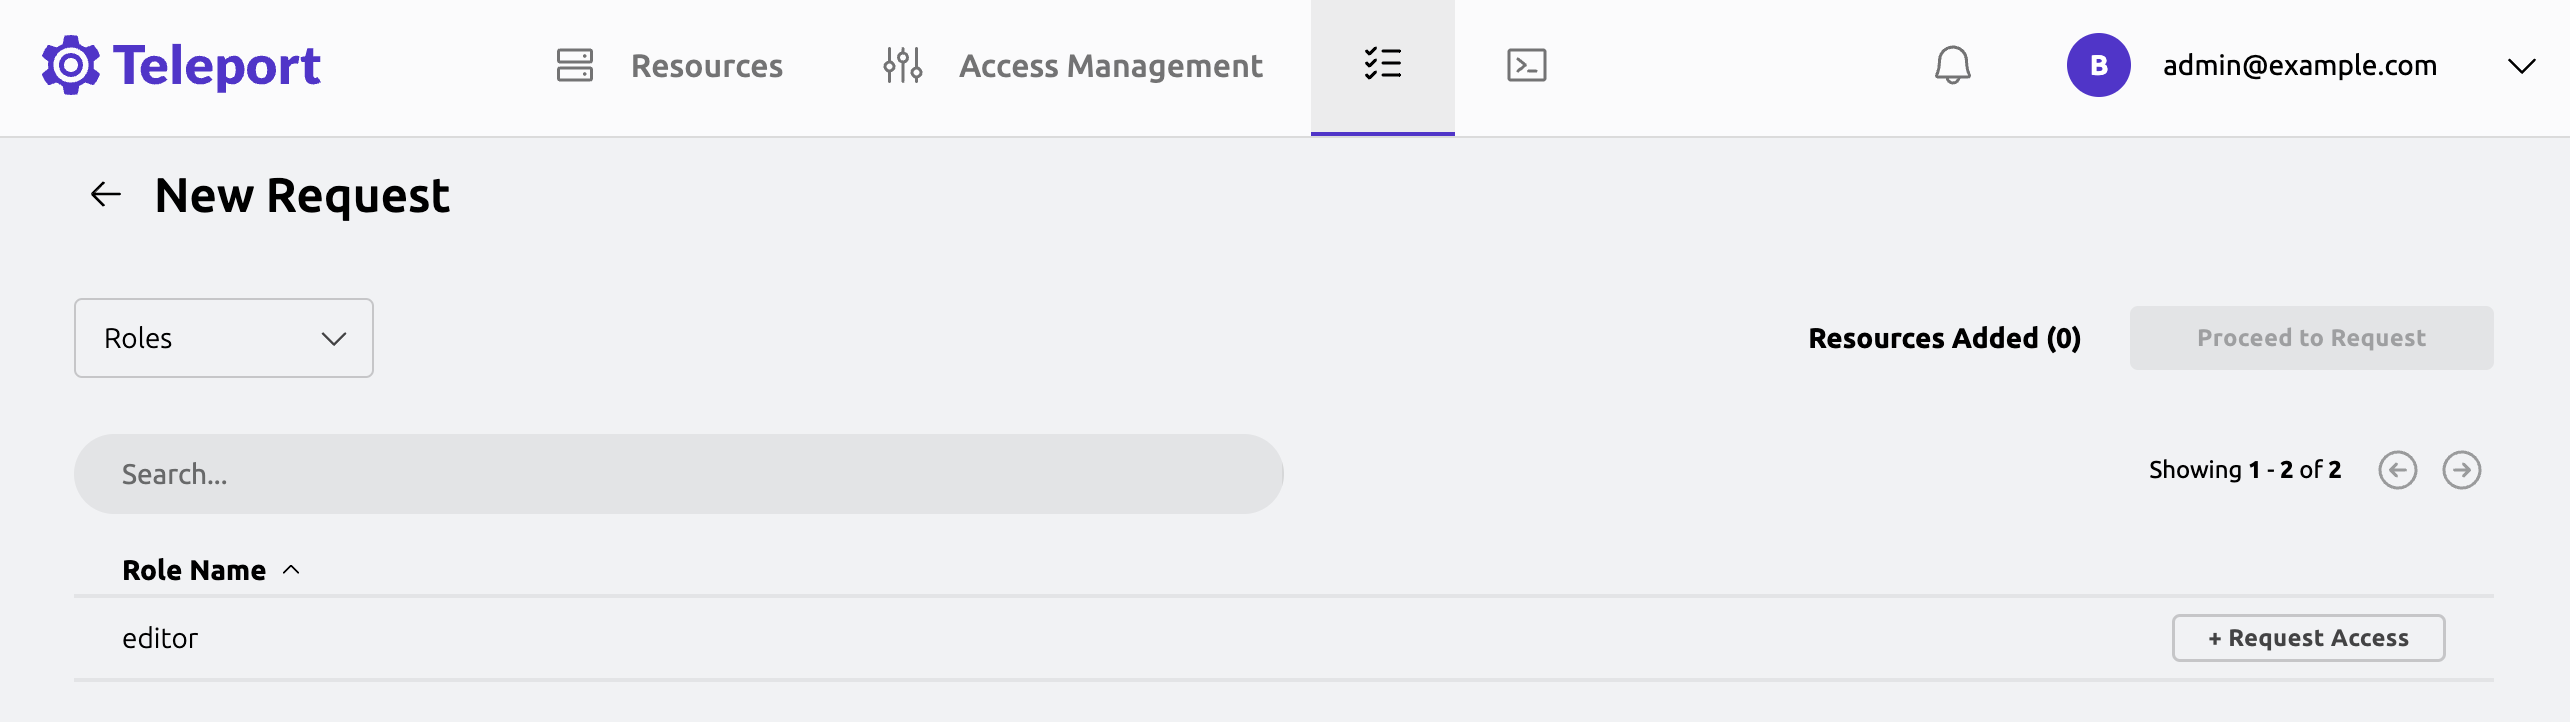 Teleport
Resources
Access Management
B
admin@example.com
New Request
Roles
Resources Added (0)
Proceed to Request
Search...
Showing 1 - 2 of 2
Role Name
editor
+ Request Access